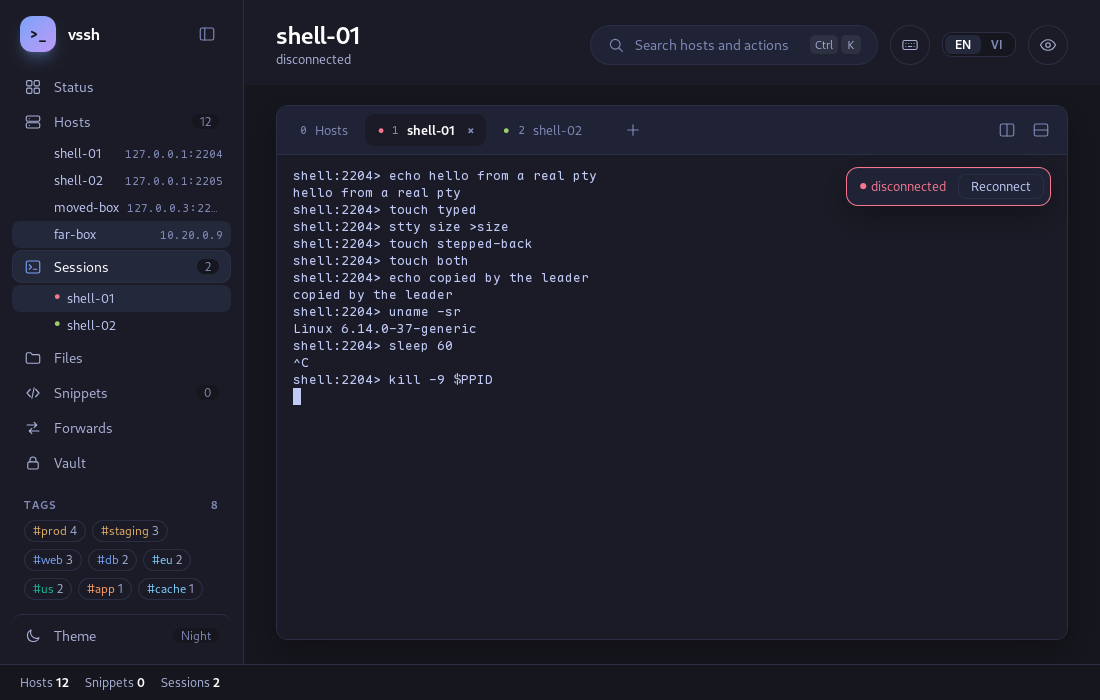 >_ vssh
Status
Hosts 12
shell-01 127.0.0.1:2204
shell-02 127.0.0.1:2205
moved-box 127.0.0.3:22…
far-box 10.20.0.9
Sessions 2
shell-01
shell-02
Files
Snippets 0
Forwards
Vault
TAGS 8
#prod 4 #staging 3
#web 3 #db 2 #eu 2
#us 2 #app 1 #cache 1
Theme Night
shell-01
disconnected
Search hosts and actions Ctrl K
EN VI
0 Hosts 1 shell-01 × 2 shell-02 +
disconnected Reconnect
shell:2204> echo hello from a real pty
hello from a real pty
shell:2204> touch typed
shell:2204> stty size >size
shell:2204> touch stepped-back
shell:2204> touch both
shell:2204> echo copied by the leader
copied by the leader
shell:2204> uname -sr
Linux 6.14.0-37-generic
shell:2204> sleep 60
^C
shell:2204> kill -9 $PPID
Hosts 12 Snippets 0 Sessions 2